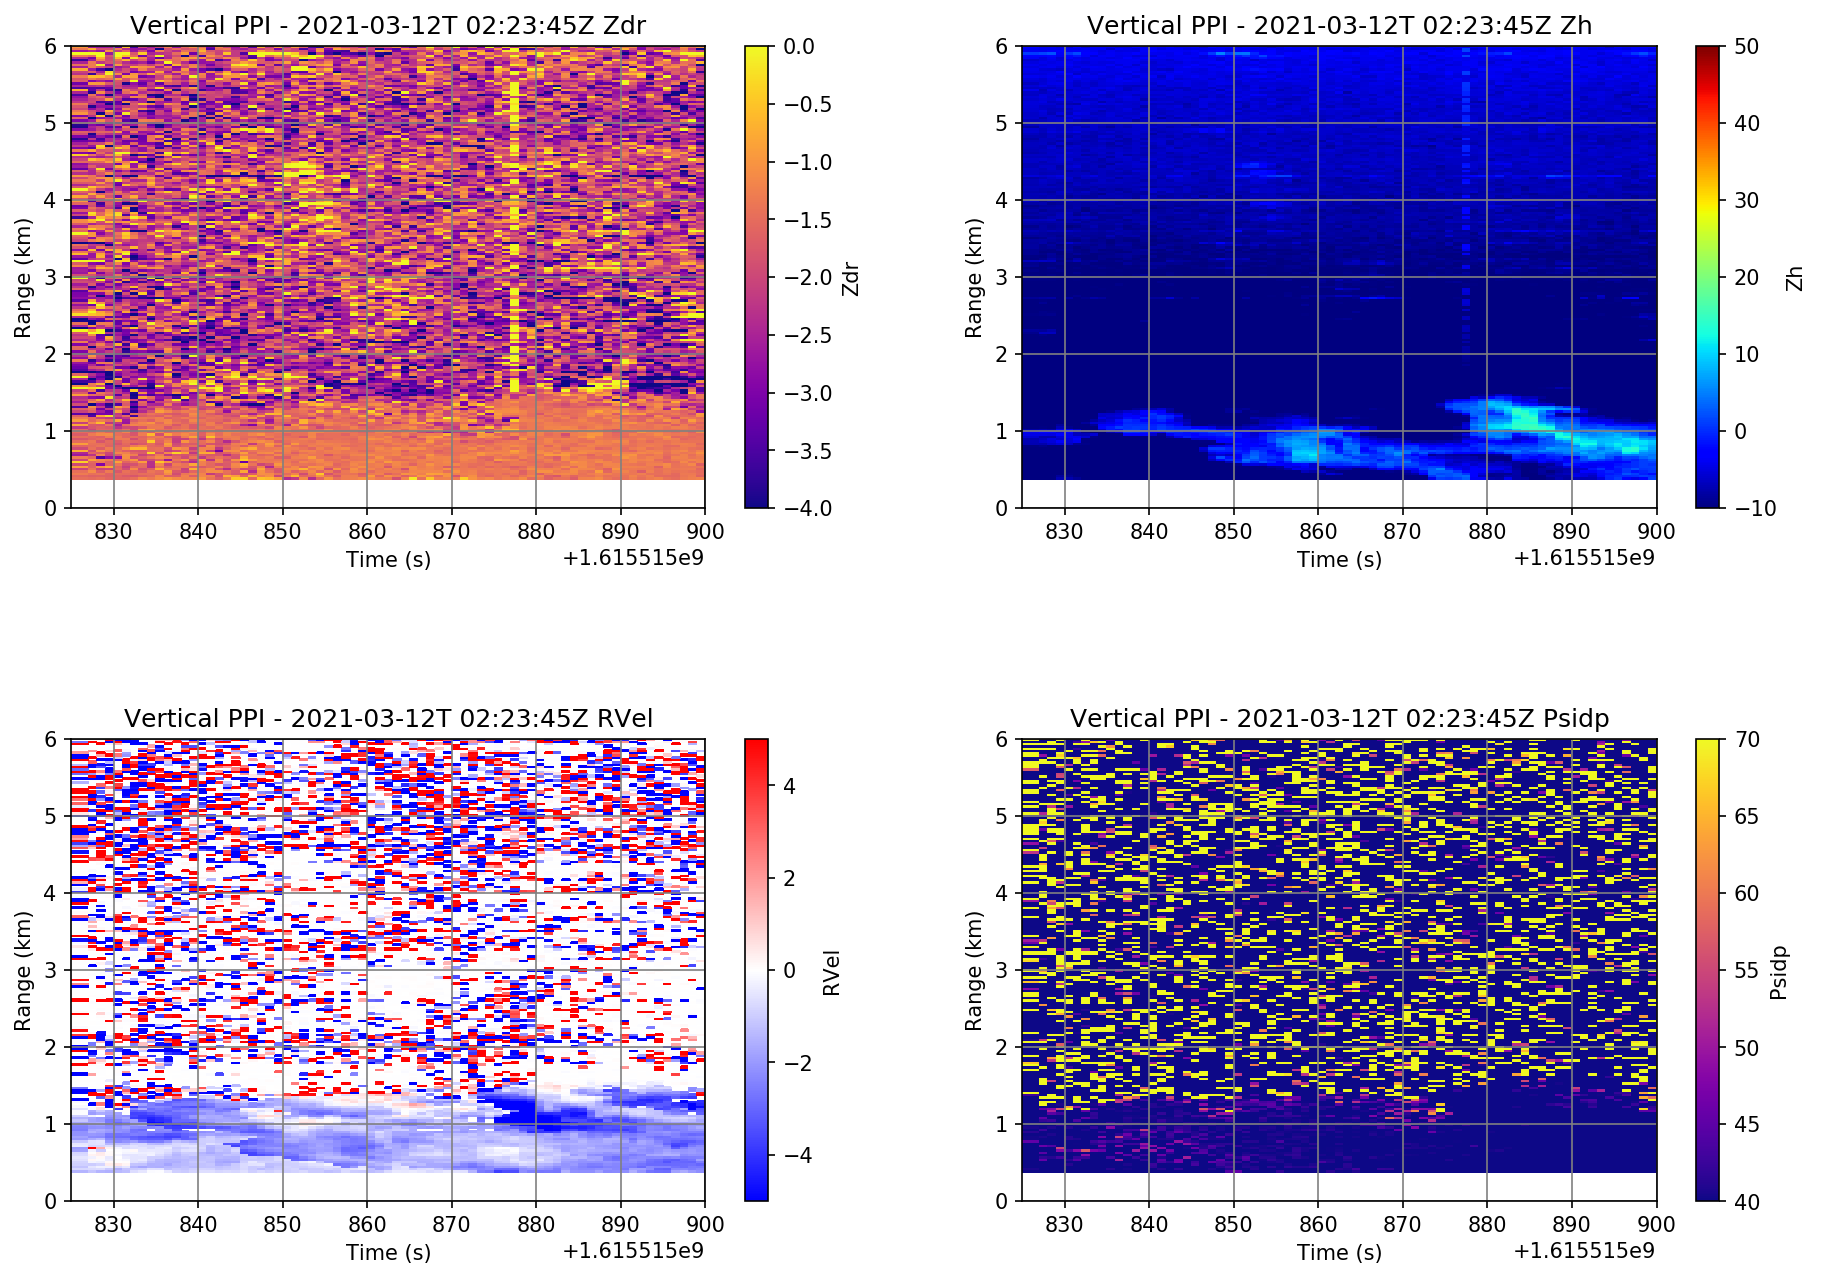 Vertical PPI - 2021-03-12T 02:23:45Z Zdr
6
5
4
3
2
1
0
Range (km)
830 840 850 860 870 880 890 900
Time (s)
+1.615515e9
0.0
−0.5
−1.0
−1.5
−2.0
−2.5
−3.0
−3.5
−4.0
Zdr
Vertical PPI - 2021-03-12T 02:23:45Z Zh
6
5
4
3
2
1
0
Range (km)
830 840 850 860 870 880 890 900
Time (s)
+1.615515e9
50
40
30
20
10
0
−10
Zh
Vertical PPI - 2021-03-12T 02:23:45Z RVel
6
5
4
3
2
1
0
Range (km)
830 840 850 860 870 880 890 900
Time (s)
+1.615515e9
4
2
0
−2
−4
RVel
Vertical PPI - 2021-03-12T 02:23:45Z Psidp
6
5
4
3
2
1
0
Range (km)
830 840 850 860 870 880 890 900
Time (s)
+1.615515e9
70
65
60
55
50
45
40
Psidp